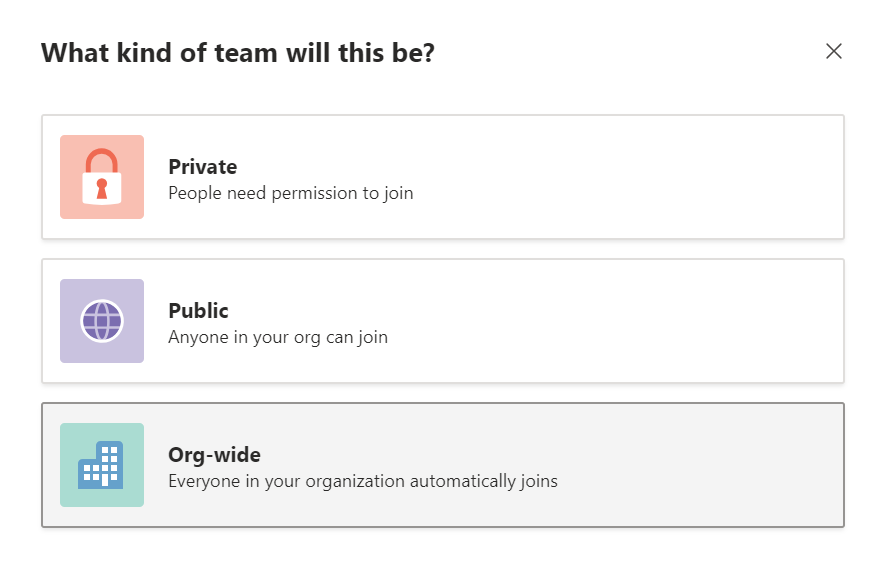 What kind of team will this be?
Private
People need permission to join
Public
Anyone in your org can join
Org-wide
Everyone in your organization automatically joins